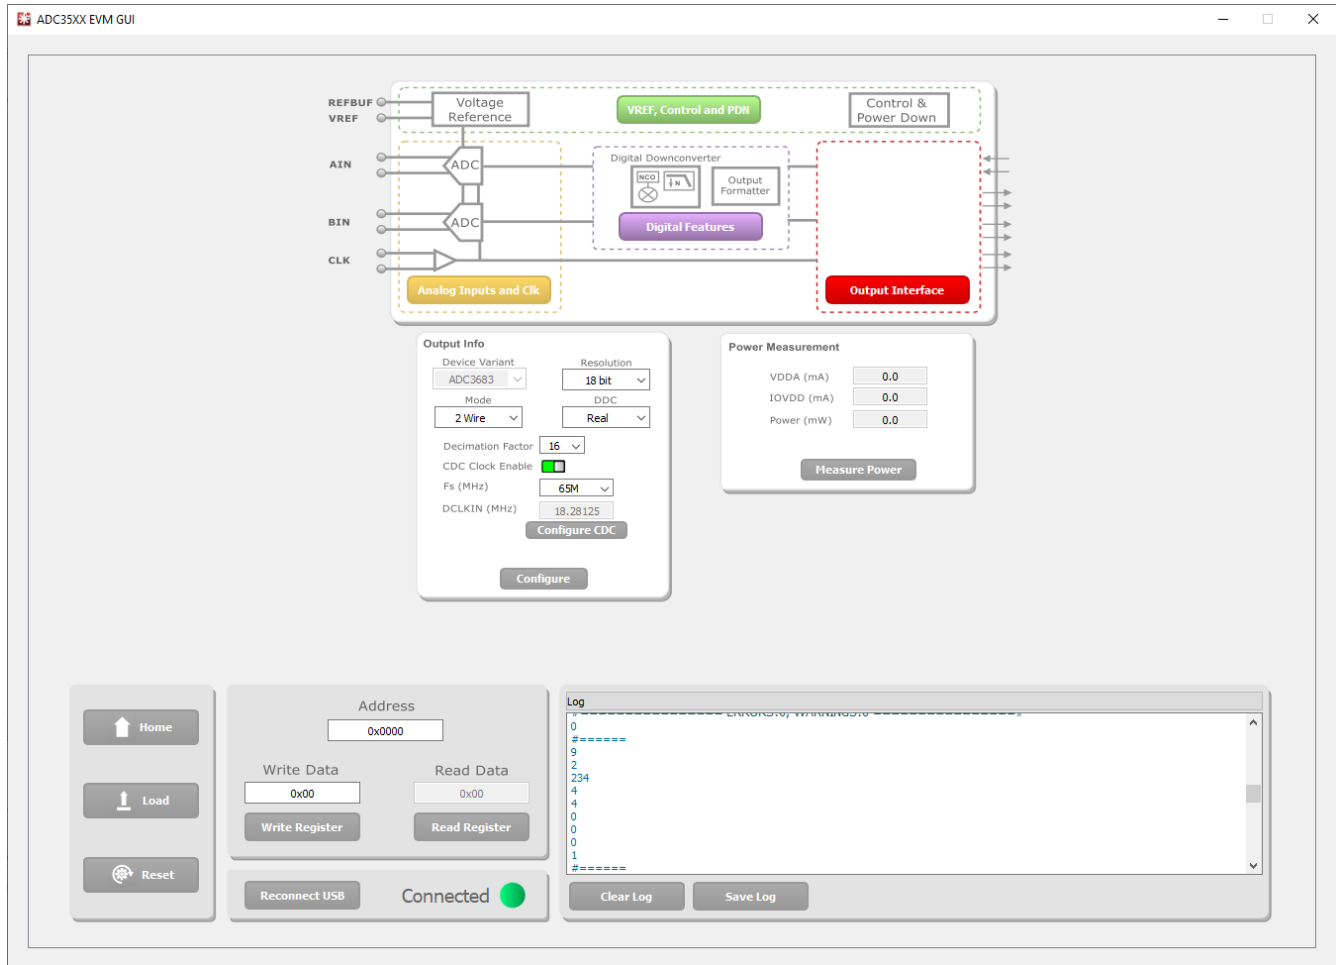 ADC35XX EVM GUI
REFBUF
VREF
Voltage
Reference
VREF, Control and PDN
Control &
Power Down
AIN
ADC
BIN
ADC
CLK
Digital Downconverter
NCO
N
Output
Formatter
Digital Features
Analog Inputs and Clk
Output Interface
Output Info
Device Variant
Resolution
ADC3683
18 bit
Mode
DDC
2 Wire
Real
Decimation Factor
16
CDC Clock Enable
Fs (MHz)
65M
DCLKIN (MHz)
18.28125
Configure CDC
Configure
Power Measurement
VDDA (mA)
0.0
IOVDD (mA)
0.0
Power (mW)
0.0
Measure Power
Home
Load
Reset
Address
0x0000
Write Data
Read Data
0x00
0x00
Write Register
Read Register
Reconnect USB
Connected
Log
#================ ERRORS:0, WARNINGS:0 ================#
0
#======
9
2
234
4
4
0
0
0
1
#======
Clear Log
Save Log